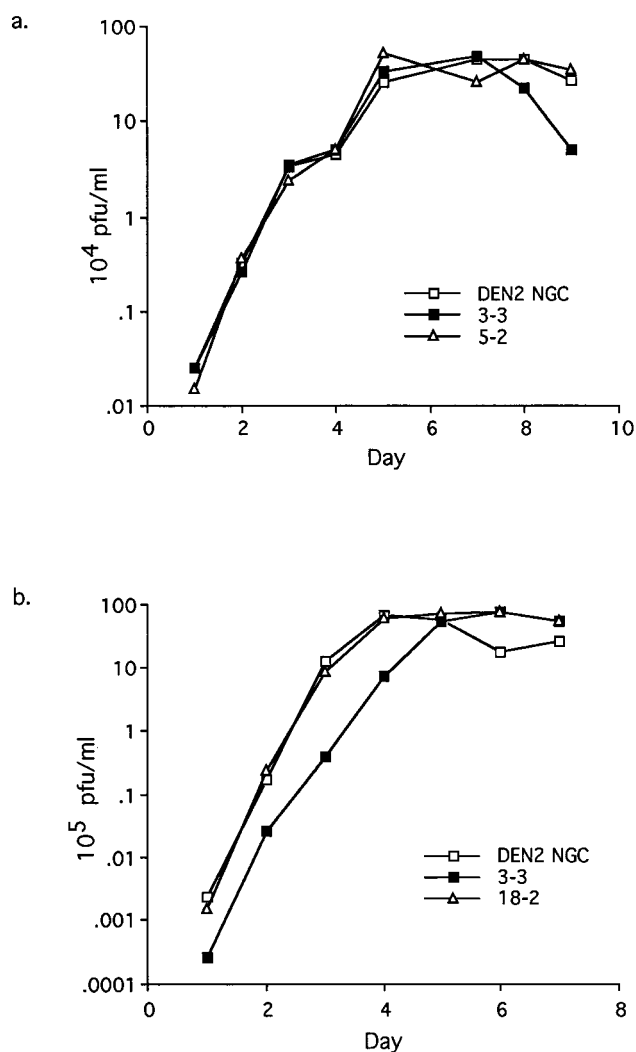 a.
100
10
1
.1
.01
10⁴ pfu/ml
DEN2 NGC
3-3
5-2
0 2 4 6 8 10
Day
b.
100
10
1
.1
.01
.001
.0001
10⁵ pfu/ml
DEN2 NGC
3-3
18-2
0 2 4 6 8
Day